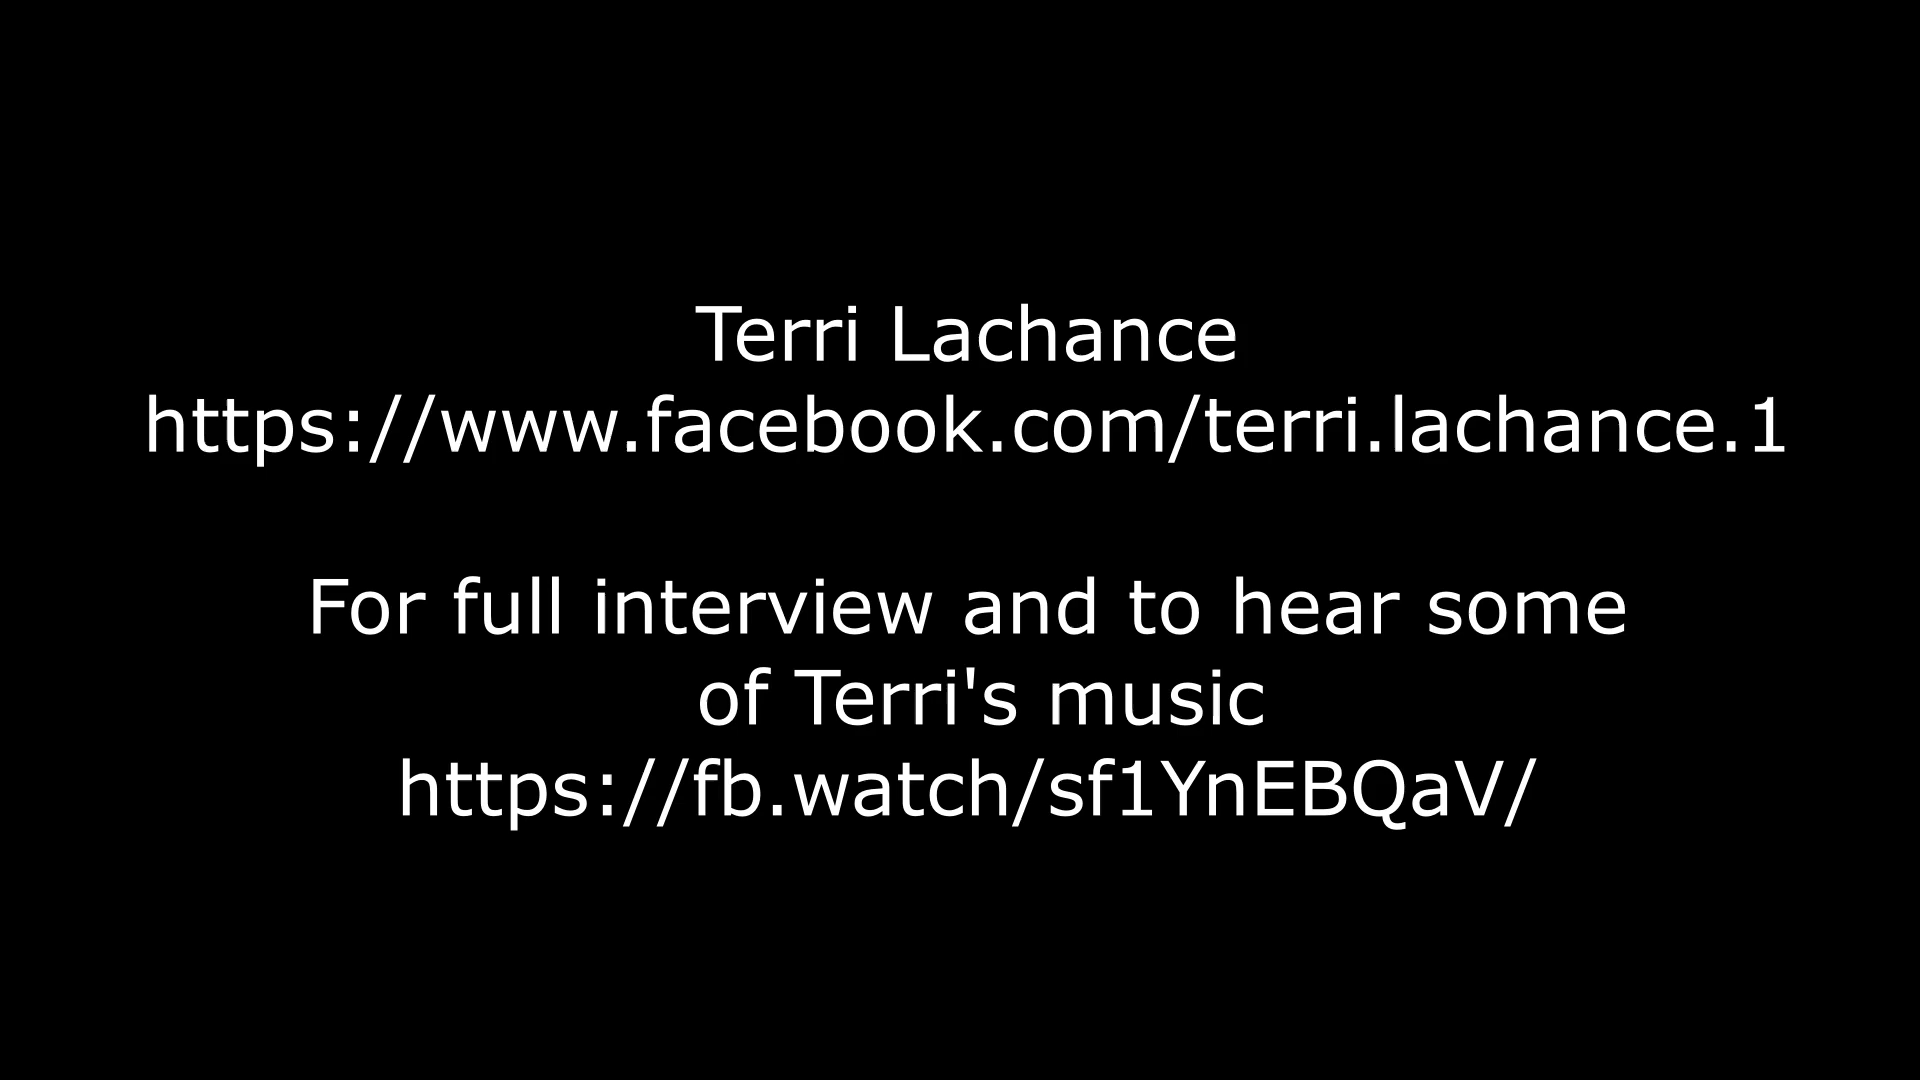 Terri Lachance
https://www.facebook.com/terri.lachance.1
For full interview and to hear some
of Terri's music
https://fb.watch/sf1YnEBQaV/